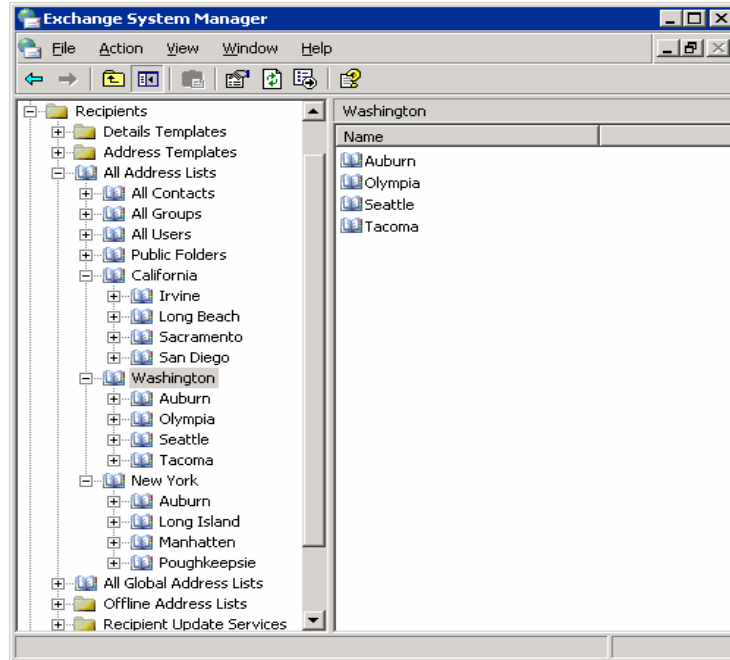 Exchange System Manager
File Action View Window Help
Recipients
Details Templates
Address Templates
All Address Lists
All Contacts
All Groups
All Users
Public Folders
California
Irvine
Long Beach
Sacramento
San Diego
Washington
Auburn
Olympia
Seattle
Tacoma
New York
Auburn
Long Island
Manhatten
Poughkeepsie
All Global Address Lists
Offline Address Lists
Recipient Update Services
Washington
Name
Auburn
Olympia
Seattle
Tacoma